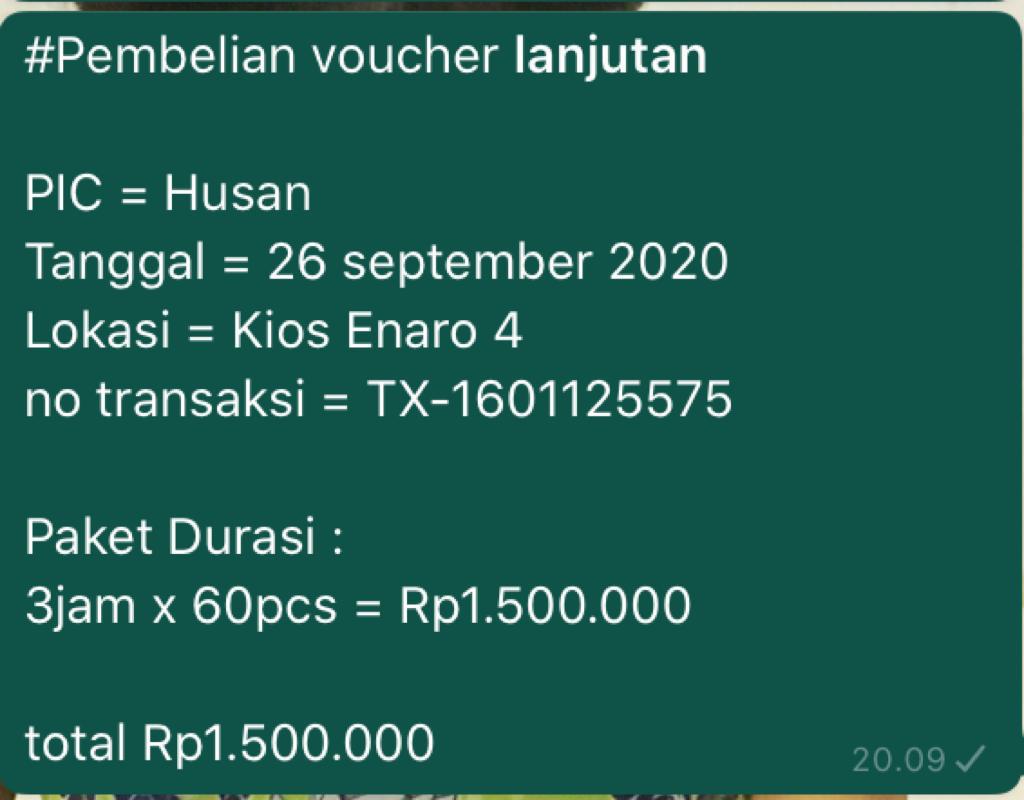 #Pembelian voucher lanjutan
PIC = Husan
Tanggal = 26 september 2020
Lokasi = Kios Enaro 4
no transaksi = TX-1601125575
Paket Durasi :
3jam x 60pcs = Rp1.500.000
total Rp1.500.000
20.09